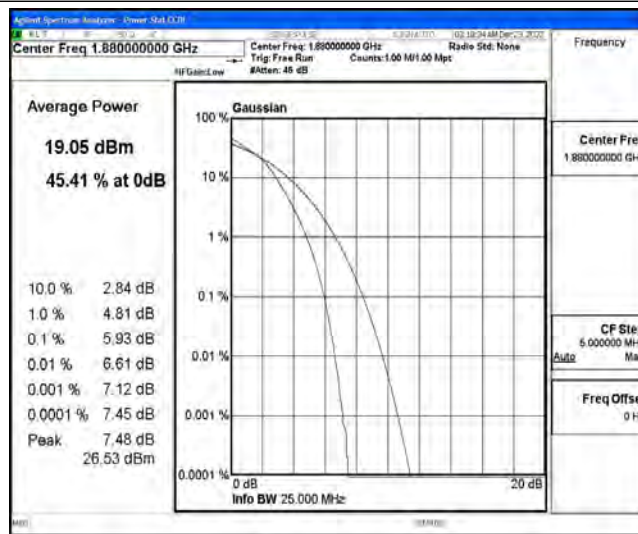 Agilent Spectrum Analyzer - Power Stat CCDF
Center Freq 1.880000000 GHz
Center Freq: 1.880000000 GHz
Radio Std: None
Trig: Free Run
Counts:1.00 M/1.00 Mpt
#IFGain:Low
#Atten: 46 dB
Frequency
Average Power
19.05 dBm
45.41 % at 0dB
10.0 % 2.84 dB
1.0 % 4.81 dB
0.1 % 5.93 dB
0.01 % 6.61 dB
0.001 % 7.12 dB
0.0001 % 7.45 dB
Peak 7.48 dB
26.53 dBm
Gaussian
100 %
10 %
1 %
0.1 %
0.01 %
0.001 %
0.0001 %
0 dB
20 dB
Info BW 25.000 MHz
Center Fre
1.880000000 GH
CF Ste
5.000000 MH
Auto Ma
Freq Offse
0 H
MSG
STATUS